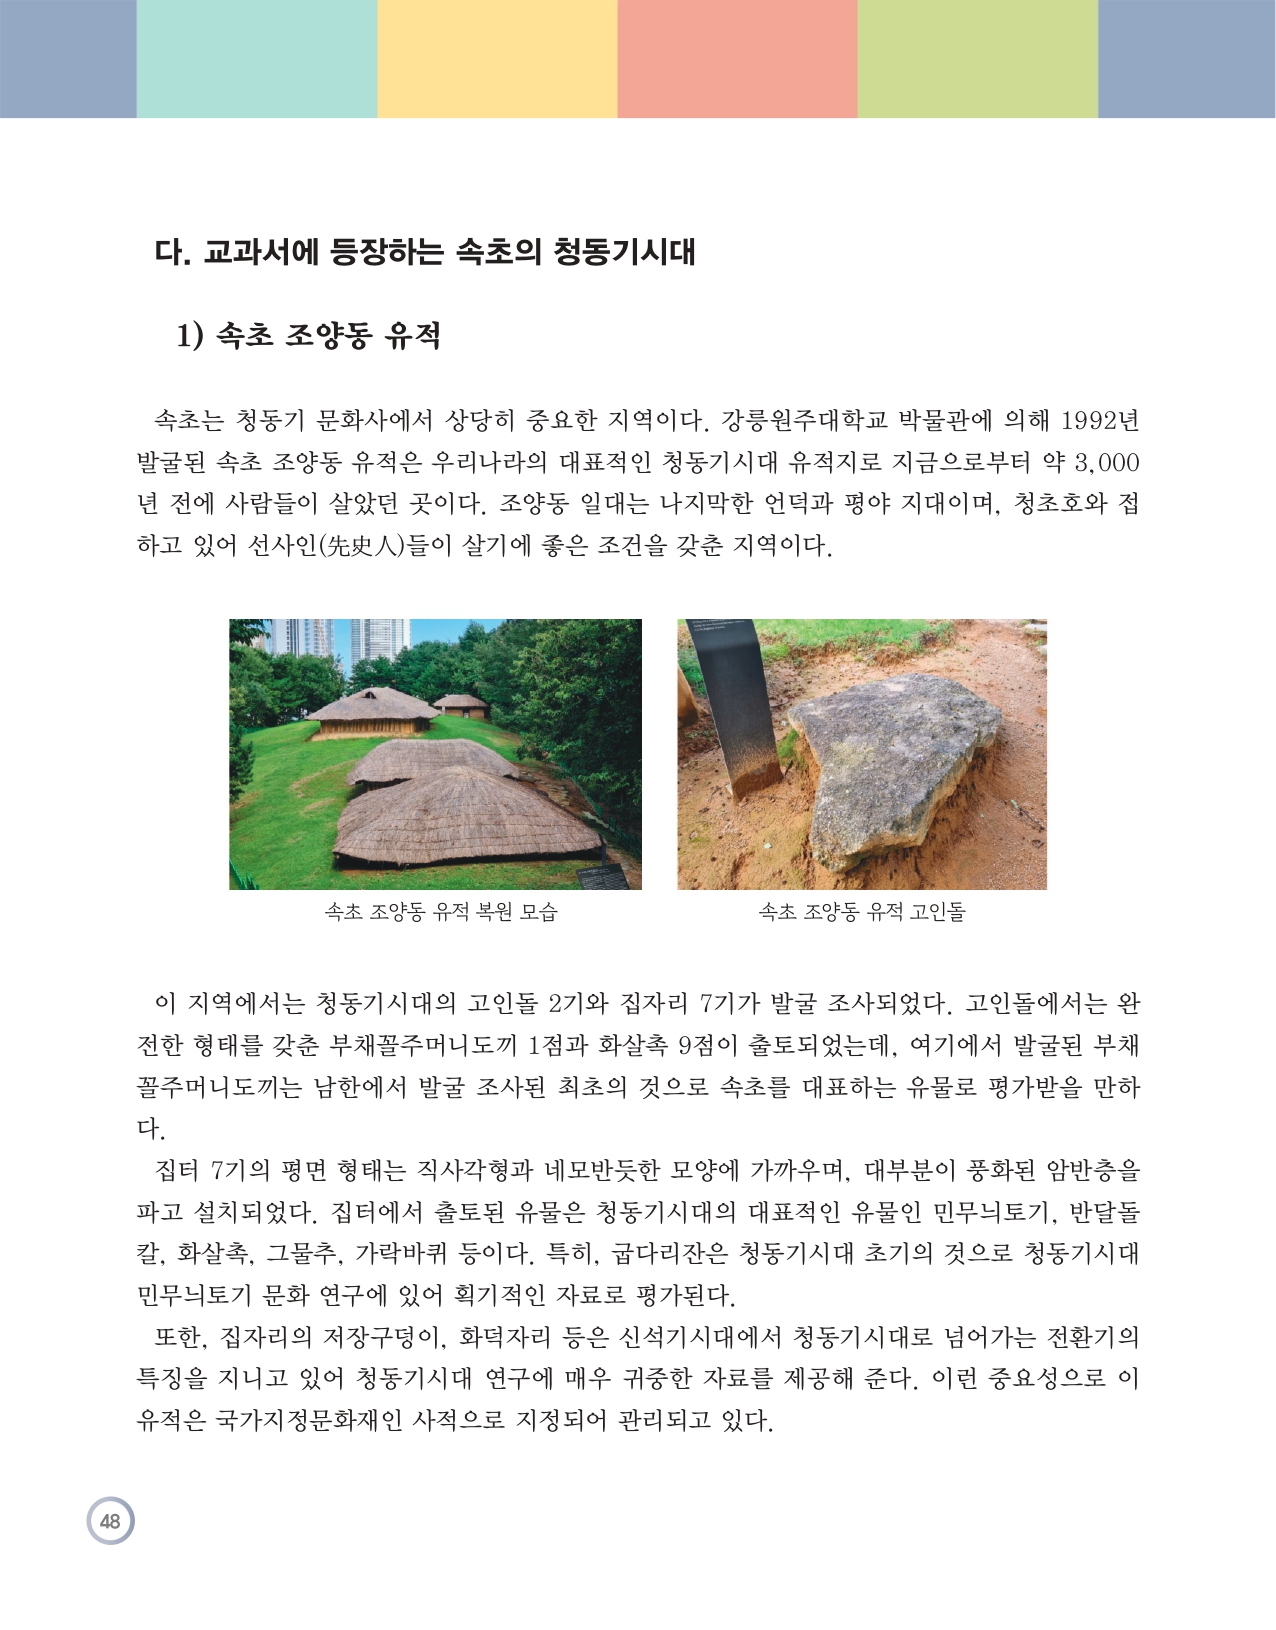 다. 교과서에 등장하는 속초의 청동기시대
1) 속초 조양동 유적
속초는 청동기 문화사에서 상당히 중요한 지역이다. 강릉원주대학교 박물관에 의해 1992년
발굴된 속초 조양동 유적은 우리나라의 대표적인 청동기시대 유적지로 지금으로부터 약 3,000
년 전에 사람들이 살았던 곳이다. 조양동 일대는 나지막한 언덕과 평야 지대이며, 청초호와 접
하고 있어 선사인(先史人)들이 살기에 좋은 조건을 갖춘 지역이다.
속초 조양동 유적 복원 모습
속초 조양동 유적 고인돌
이 지역에서는 청동기시대의 고인돌 2기와 집자리 7기가 발굴 조사되었다. 고인돌에서는 완
전한 형태를 갖춘 부채꼴주머니도끼 1점과 화살촉 9점이 출토되었는데, 여기에서 발굴된 부채
꼴주머니도끼는 남한에서 발굴 조사된 최초의 것으로 속초를 대표하는 유물로 평가받을 만하
다.
집터 7기의 평면 형태는 직사각형과 네모반듯한 모양에 가까우며, 대부분이 풍화된 암반층을
파고 설치되었다. 집터에서 출토된 유물은 청동기시대의 대표적인 유물인 민무늬토기, 반달돌
칼, 화살촉, 그물추, 가락바퀴 등이다. 특히, 굽다리잔은 청동기시대 초기의 것으로 청동기시대
민무늬토기 문화 연구에 있어 획기적인 자료로 평가된다.
또한, 집자리의 저장구덩이, 화덕자리 등은 신석기시대에서 청동기시대로 넘어가는 전환기의
특징을 지니고 있어 청동기시대 연구에 매우 귀중한 자료를 제공해 준다. 이런 중요성으로 이
유적은 국가지정문화재인 사적으로 지정되어 관리되고 있다.
48